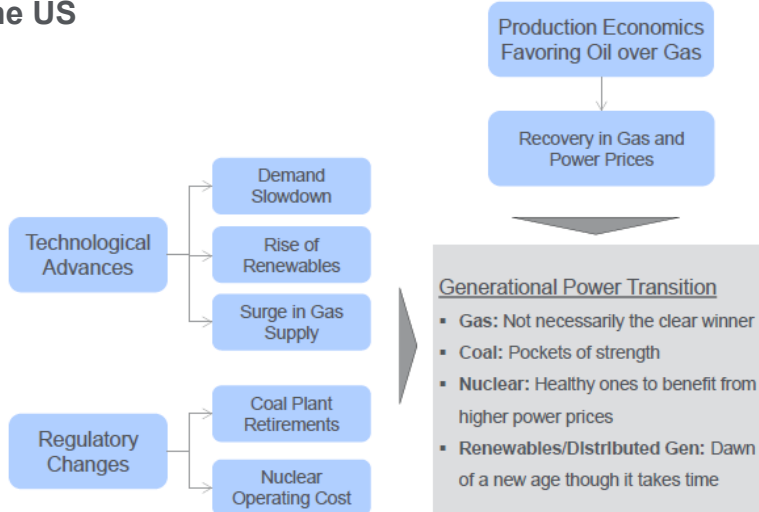 ne US
Production Economics
Favoring Oil over Gas
Recovery in Gas and
Power Prices
Technological
Advances
Demand
Slowdown
Rise of
Renewables
Surge in Gas
Supply
Regulatory
Changes
Coal Plant
Retirements
Nuclear
Operating Cost
Generational Power Transition
▪ Gas: Not necessarily the clear winner
▪ Coal: Pockets of strength
▪ Nuclear: Healthy ones to benefit from
higher power prices
▪ Renewables/Distributed Gen: Dawn
of a new age though it takes time